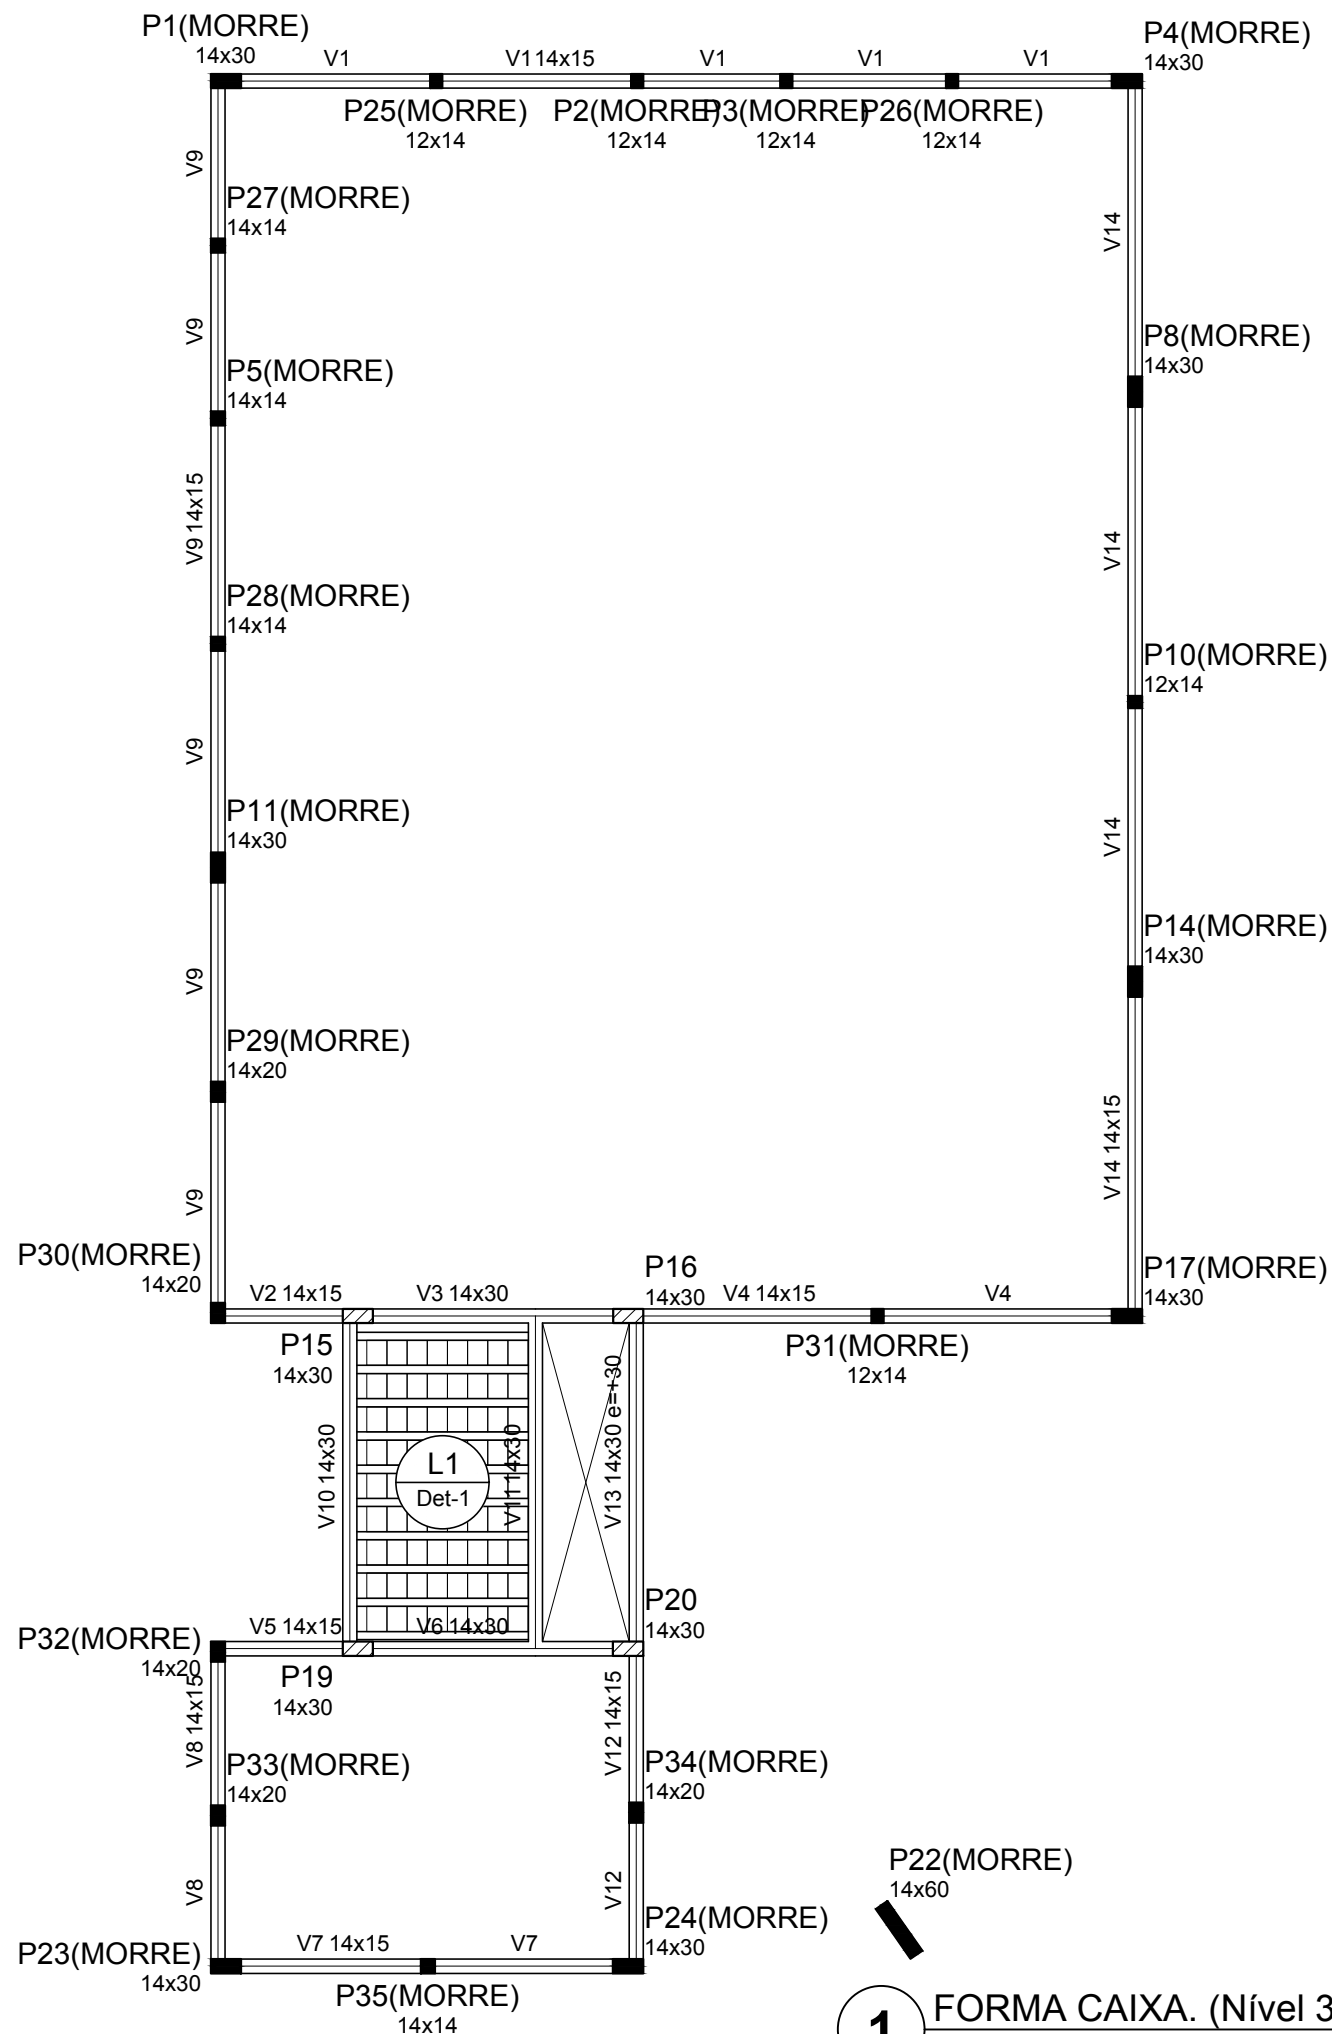 P1(MORRE)
14x30
V1
V1 14x15
V1
V1
V1
P4(MORRE)
14x30
P25(MORRE)
12x14
P2(MORRE)
12x14
P3(MORRE)
12x14
P26(MORRE)
12x14
V9
P27(MORRE)
14x14
V14
V9
P5(MORRE)
14x14
P8(MORRE)
14x30
V9 14x15
V14
P28(MORRE)
14x14
P10(MORRE)
12x14
V9
P11(MORRE)
14x30
V14
P14(MORRE)
14x30
V9
P29(MORRE)
14x20
V14 14x15
V9
P30(MORRE)
14x20
V2 14x15
V3 14x30
P16
14x30
V4 14x15
V4
P17(MORRE)
14x30
P15
14x30
P31(MORRE)
12x14
V10 14x30
L1
Det-1
V11 14x30
V13 14x30 e=+30
P32(MORRE)
14x20
V5 14x15
V6 14x30
P20
14x30
P19
14x30
V8 14x15
V12 14x15
P33(MORRE)
14x20
P34(MORRE)
14x20
V8
V12
P22(MORRE)
14x60
P23(MORRE)
14x30
V7 14x15
V7
P24(MORRE)
14x30
P35(MORRE)
14x14
1
FORMA CAIXA. (Nível 3